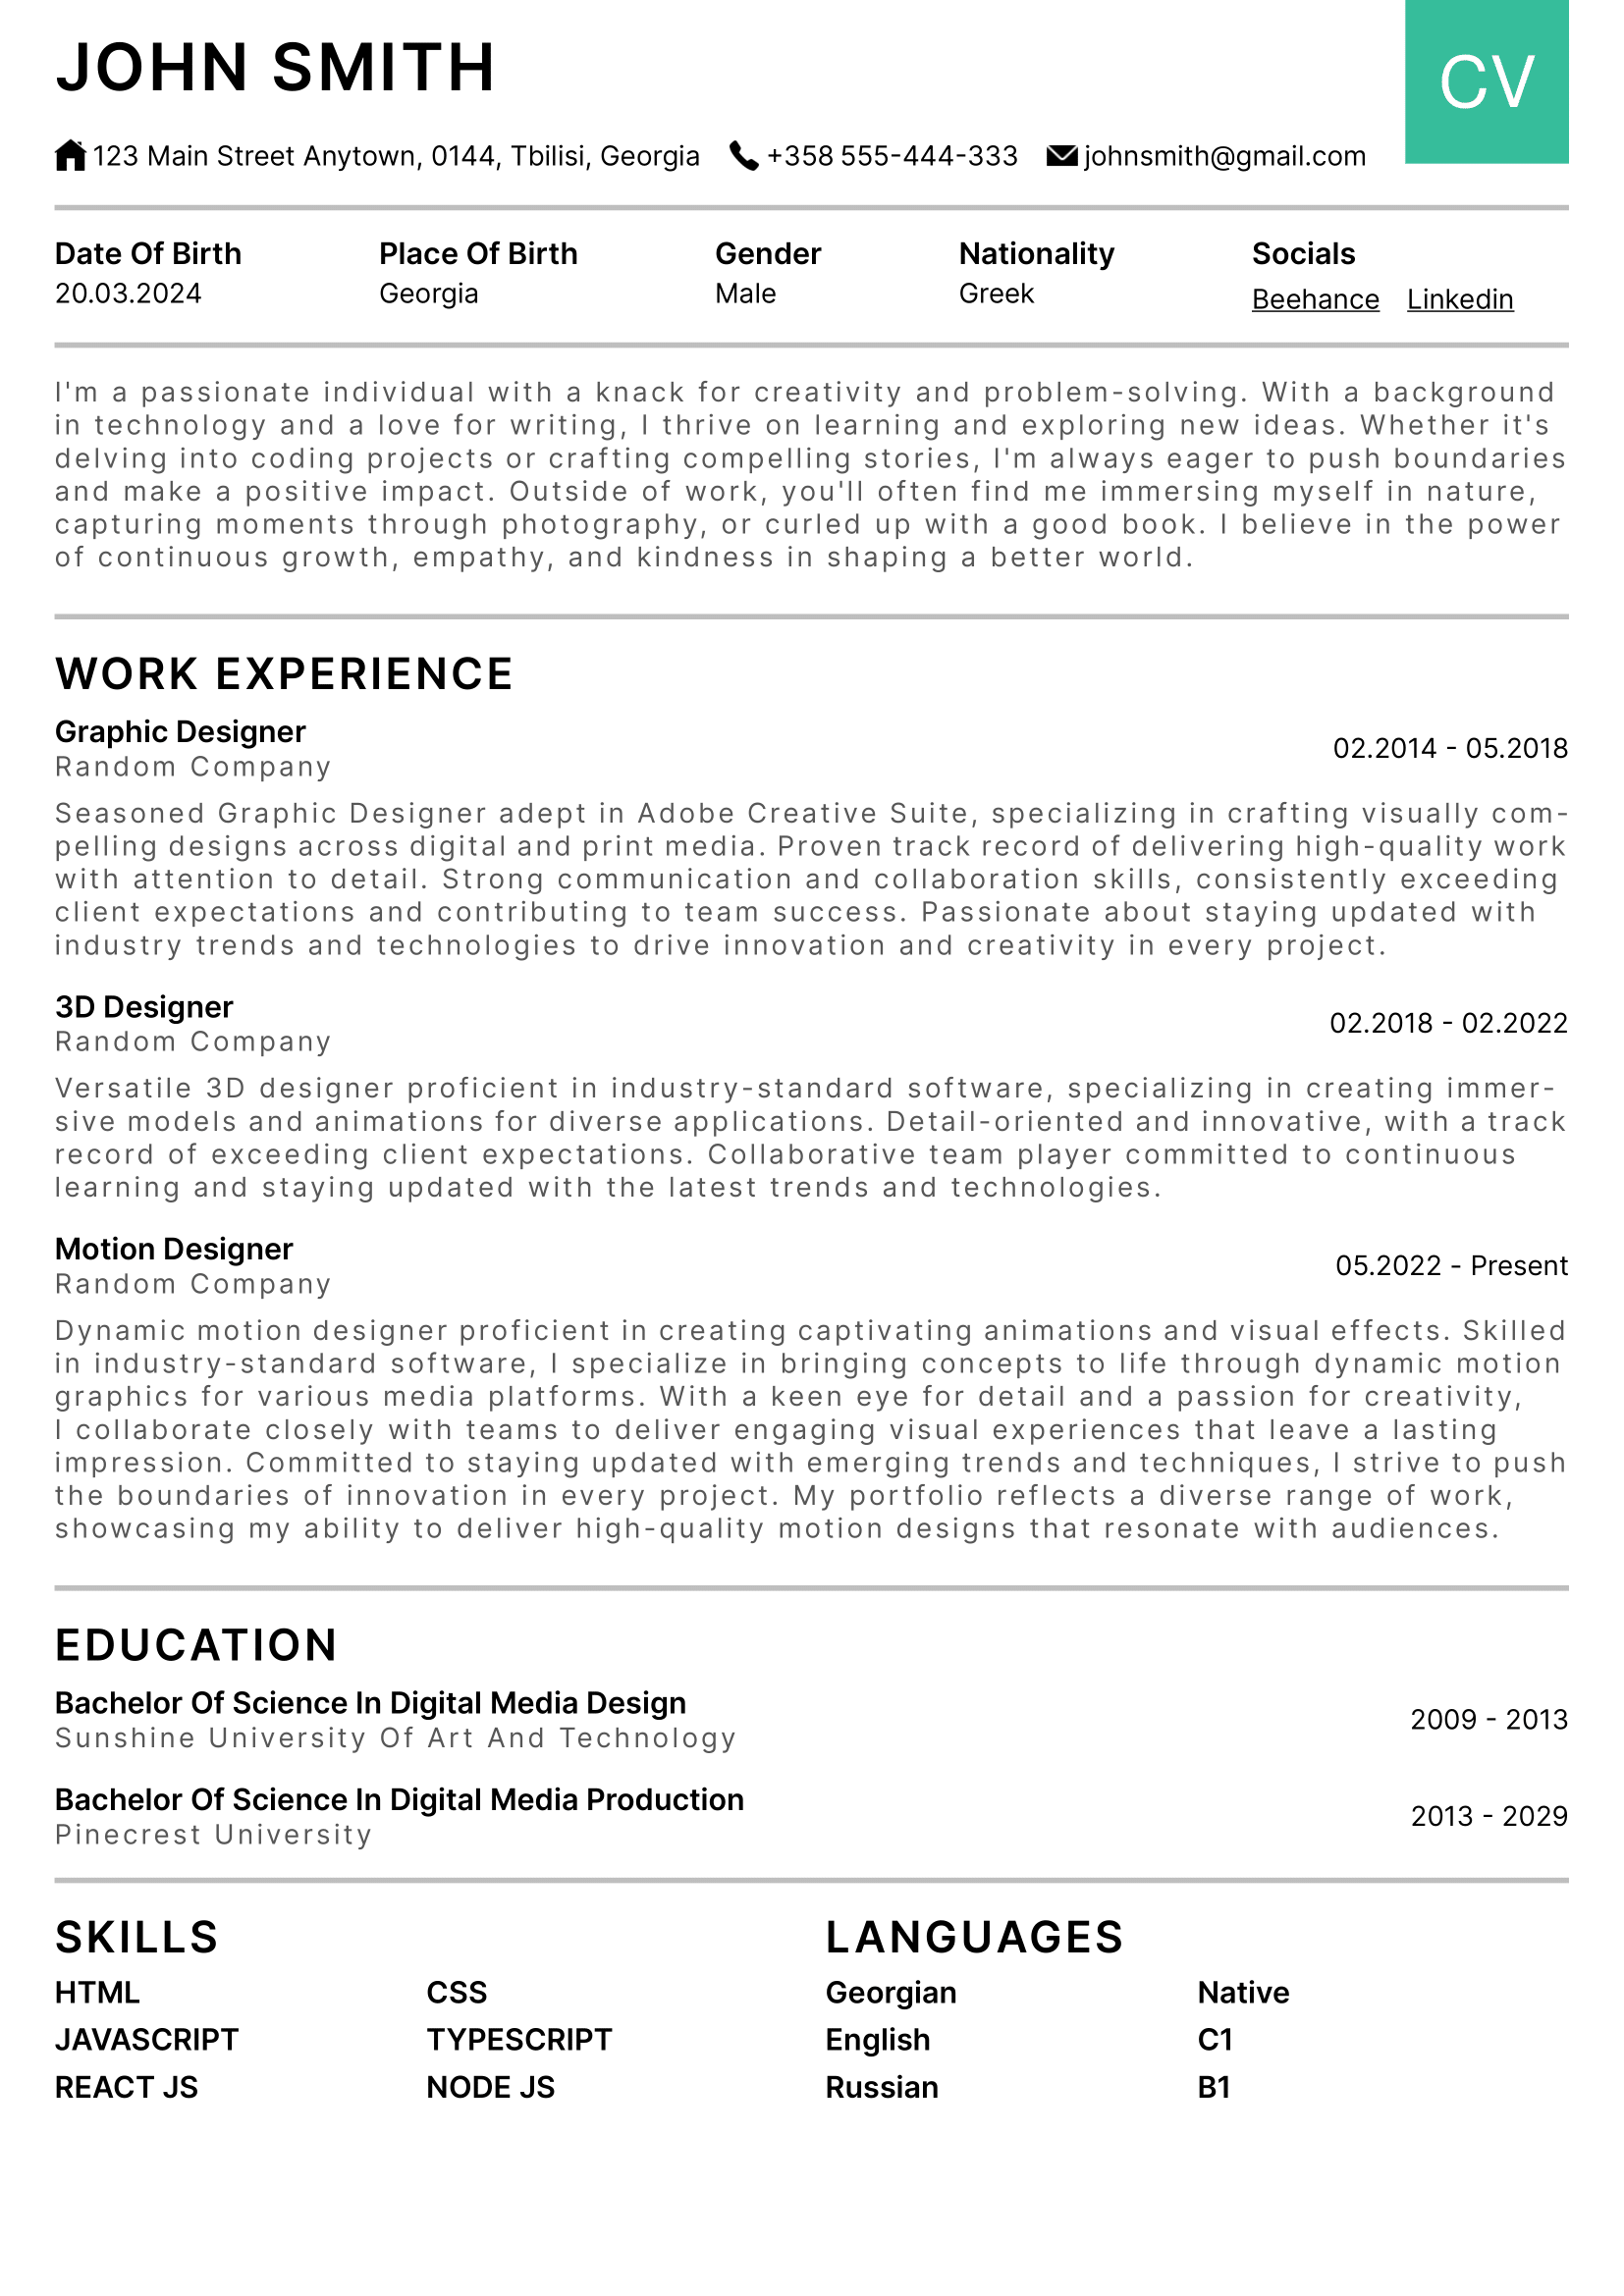 JOHN SMITH
CV
123 Main Street Anytown, 0144, Tbilisi, Georgia +358 555-444-333 johnsmith@gmail.com
Date Of Birth Place Of Birth Gender Nationality Socials
20.03.2024 Georgia Male Greek Beehance Linkedin
I'm a passionate individual with a knack for creativity and problem-solving. With a background
in technology and a love for writing, I thrive on learning and exploring new ideas. Whether it's
delving into coding projects or crafting compelling stories, I'm always eager to push boundaries
and make a positive impact. Outside of work, you'll often find me immersing myself in nature,
capturing moments through photography, or curled up with a good book. I believe in the power
of continuous growth, empathy, and kindness in shaping a better world.
WORK EXPERIENCE
Graphic Designer
Random Company
02.2014 - 05.2018
Seasoned Graphic Designer adept in Adobe Creative Suite, specializing in crafting visually com-
pelling designs across digital and print media. Proven track record of delivering high-quality work
with attention to detail. Strong communication and collaboration skills, consistently exceeding
client expectations and contributing to team success. Passionate about staying updated with
industry trends and technologies to drive innovation and creativity in every project.
3D Designer
Random Company
02.2018 - 02.2022
Versatile 3D designer proficient in industry-standard software, specializing in creating immer-
sive models and animations for diverse applications. Detail-oriented and innovative, with a track
record of exceeding client expectations. Collaborative team player committed to continuous
learning and staying updated with the latest trends and technologies.
Motion Designer
Random Company
05.2022 - Present
Dynamic motion designer proficient in creating captivating animations and visual effects. Skilled
in industry-standard software, I specialize in bringing concepts to life through dynamic motion
graphics for various media platforms. With a keen eye for detail and a passion for creativity,
I collaborate closely with teams to deliver engaging visual experiences that leave a lasting
impression. Committed to staying updated with emerging trends and techniques, I strive to push
the boundaries of innovation in every project. My portfolio reflects a diverse range of work,
showcasing my ability to deliver high-quality motion designs that resonate with audiences.
EDUCATION
Bachelor Of Science In Digital Media Design
Sunshine University Of Art And Technology
2009 - 2013
Bachelor Of Science In Digital Media Production
Pinecrest University
2013 - 2029
SKILLS
HTML CSS
JAVASCRIPT TYPESCRIPT
REACT JS NODE JS
LANGUAGES
Georgian Native
English C1
Russian B1